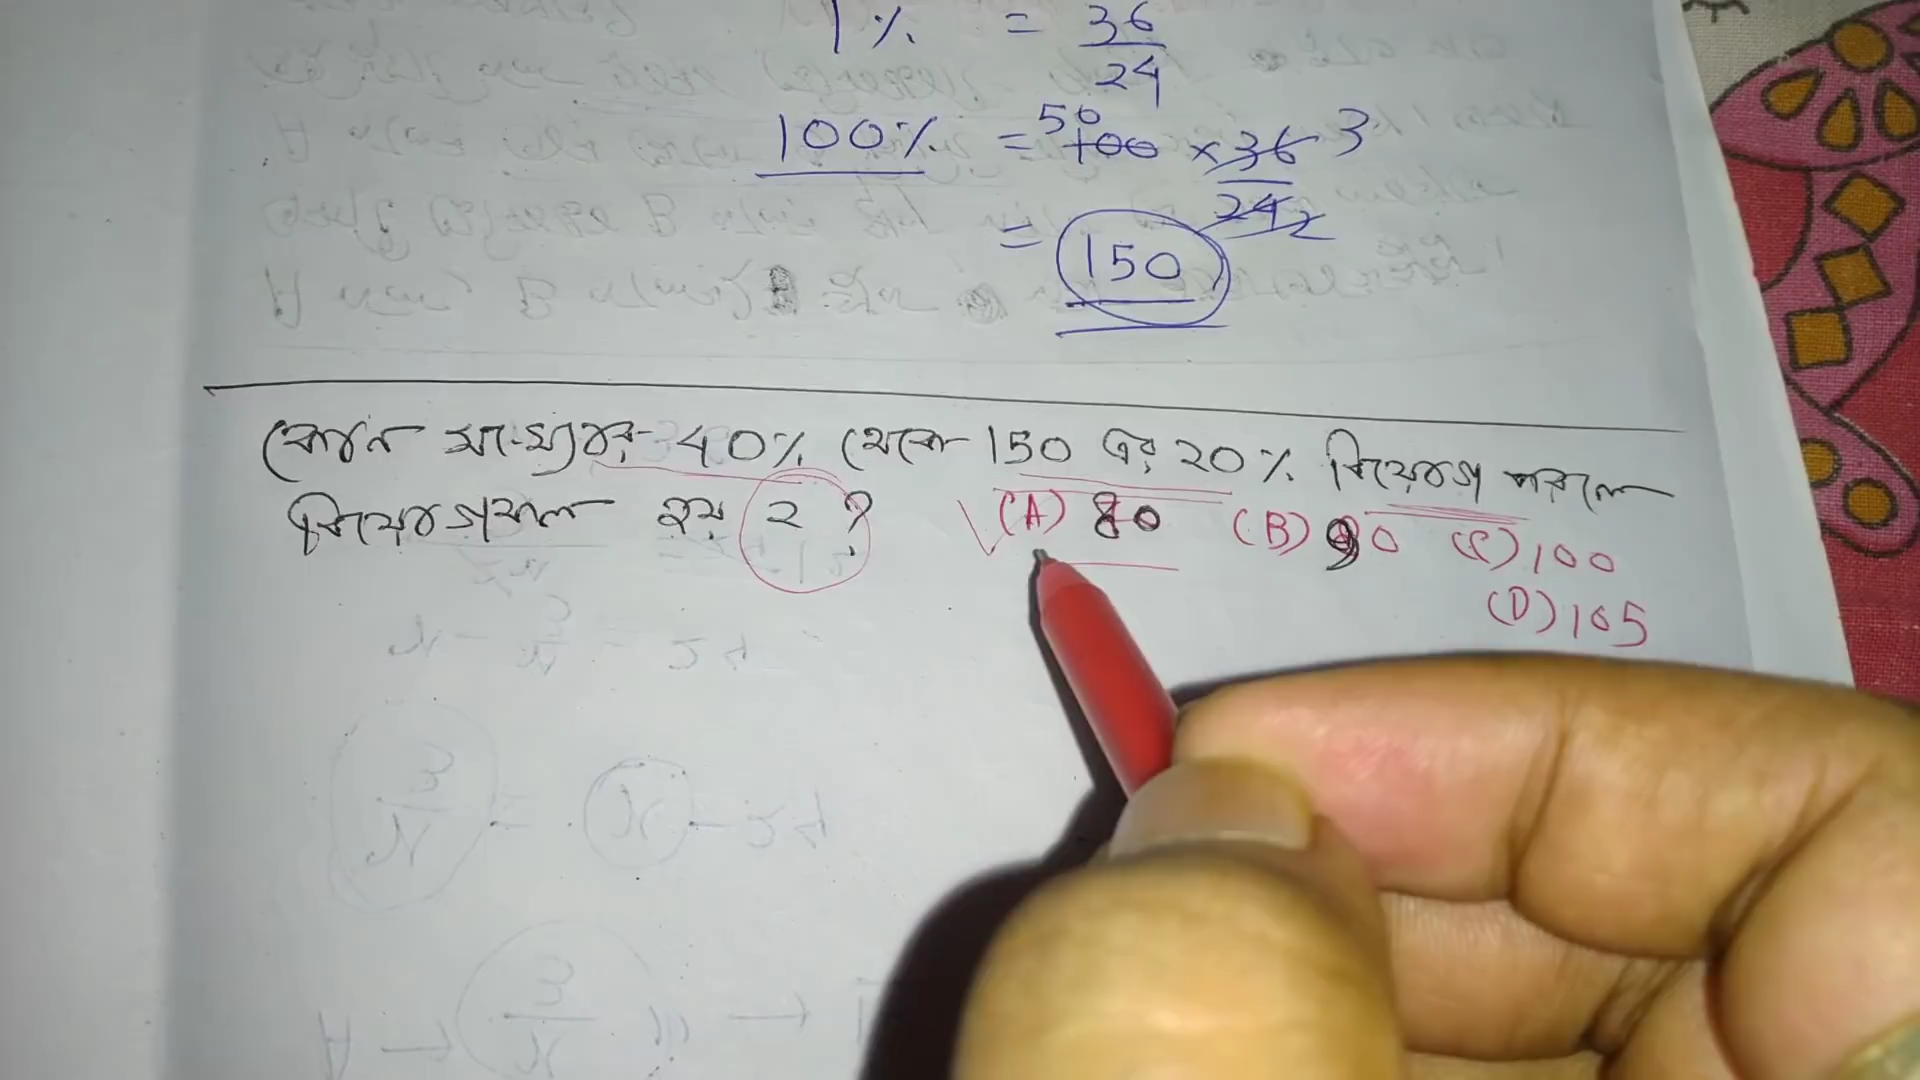 1% = 36/24
100% = 50 100 × 36 3 / 24 2
= 150
কোন সংখ্যার 40% থেকে 150 এর 20% বিয়োগ করলে
বিয়োগফল হয় ২ ? (A) 80 (B) 90 (C) 100
(D) 105